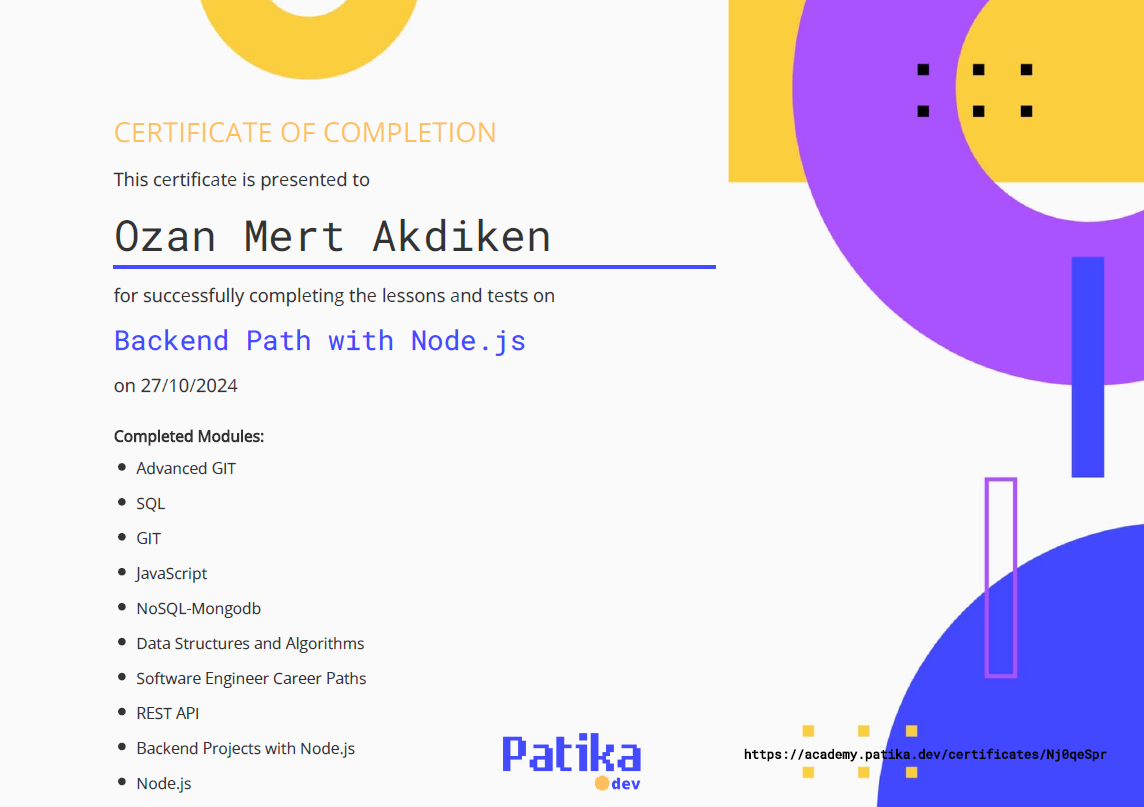 CERTIFICATE OF COMPLETION
This certificate is presented to
Ozan Mert Akdiken
for successfully completing the lessons and tests on
Backend Path with Node.js
on 27/10/2024
Completed Modules:
Advanced GIT
SQL
GIT
JavaScript
NoSQL-Mongodb
Data Structures and Algorithms
Software Engineer Career Paths
REST API
Backend Projects with Node.js
Node.js
Patika
dev
https://academy.patika.dev/certificates/Nj0qeSpr